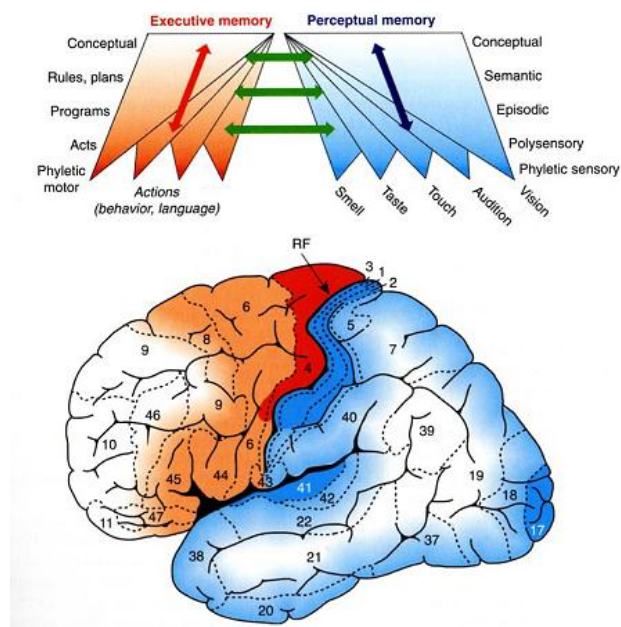 Executive memory
Perceptual memory
Conceptual
Rules, plans
Programs
Acts
Phyletic
motor
Actions
(behavior, language)
Conceptual
Semantic
Episodic
Polysensory
Phyletic sensory
Smell
Taste
Touch
Audition
Vision
RF
3
1
2
6
5
8
7
9
4
9
46
40
39
10
6
19
45
44
43
41
42
18
17
11
47
22
38
21
37
20